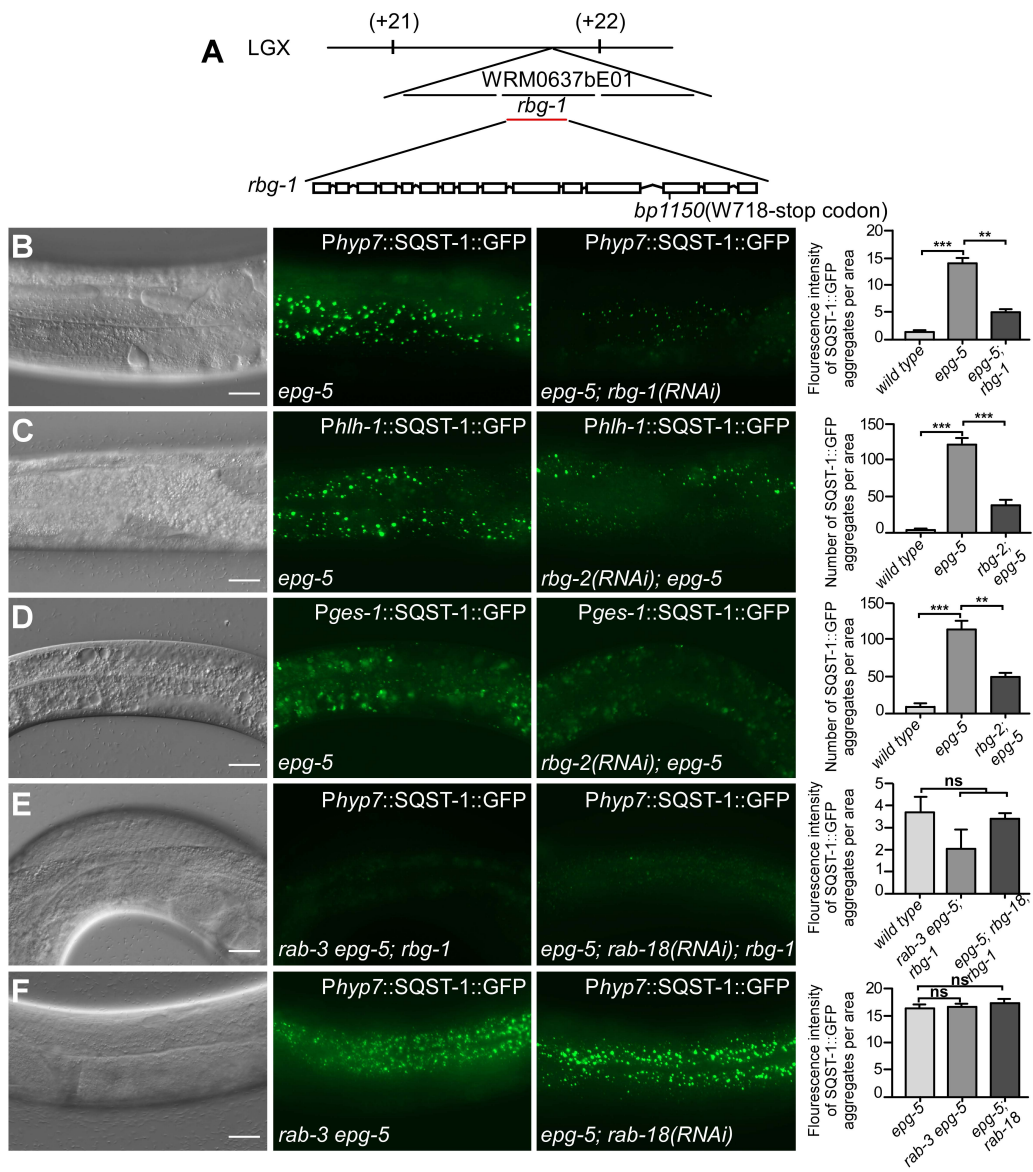 A
LGX
(+21)
(+22)
WRM0637bE01
rbg-1
rbg-1
bp1150(W718-stop codon)
B
Phyp7::SQST-1::GFP
epg-5
Phyp7::SQST-1::GFP
epg-5; rbg-1(RNAi)
Flourescence intensity
of SQST-1::GFP
aggregates per area
20
15
10
5
0
***
**
wild type
epg-5
epg-5;
rbg-1
C
Phlh-1::SQST-1::GFP
epg-5
Phlh-1::SQST-1::GFP
rbg-2(RNAi); epg-5
Number of SQST-1::GFP
aggregates per area
150
100
50
0
***
***
wild type
epg-5
rbg-2;
epg-5
D
Pges-1::SQST-1::GFP
epg-5
Pges-1::SQST-1::GFP
rbg-2(RNAi); epg-5
Number of SQST-1::GFP
aggregates per area
150
100
50
0
***
**
wild type
epg-5
rbg-2;
epg-5
E
Phyp7::SQST-1::GFP
rab-3 epg-5; rbg-1
Phyp7::SQST-1::GFP
epg-5; rab-18(RNAi); rbg-1
Flourescence intensity
of SQST-1::GFP
aggregates per area
5
4
3
2
1
0
ns
wild type
rab-3 epg-5;
rbg-1
epg-5; rbg-18;
rbg-1
F
Phyp7::SQST-1::GFP
rab-3 epg-5
Phyp7::SQST-1::GFP
epg-5; rab-18(RNAi)
Flourescence intensity
of SQST-1::GFP
aggregates per area
20
15
10
5
0
ns
ns
epg-5
rab-3 epg-5
epg-5;
rab-18